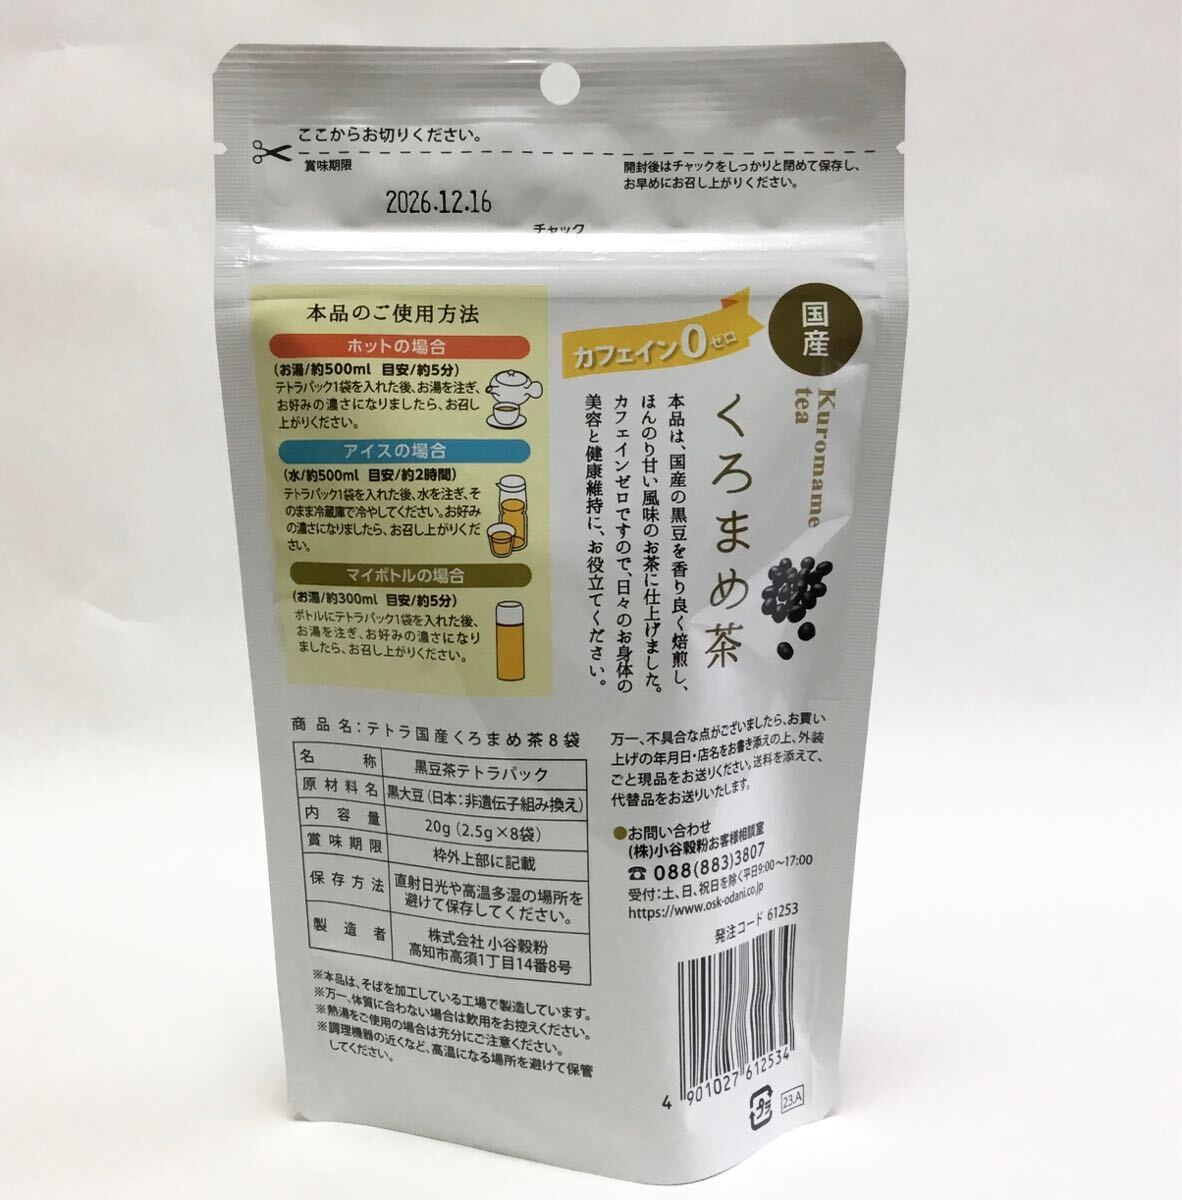 ここからお切りください。
賞味期限
開封後はチャックをしっかりと閉めて保存し、
お早めにお召し上がりください。
2026.12.16
チャック
本品のご使用方法
ホットの場合
(お湯/約500ml 目安/約5分)
テトラパック1袋を入れた後、お湯を注ぎ、
お好みの濃さになりましたら、お召し
上がりください。
アイスの場合
(水/約500ml 目安/約2時間)
テトラパック1袋を入れた後、水を注ぎ、そ
のまま冷蔵庫で冷やしてください。お好み
の濃さになりましたら、お召し上がりくだ
さい。
マイボトルの場合
(お湯/約300ml 目安/約5分)
ボトルにテトラパック1袋を入れた後、
お湯を注ぎ、お好みの濃さになり
ましたら、お召し上がりください。
国産
カフェイン0ゼロ
Kuromame
tea
くろまめ茶
本品は、国産の黒豆を香り良く焙煎し、
ほんのり甘い風味のお茶に仕上げました。
カフェインゼロですので、日々のお身体の
美容と健康維持に、お役立てください。
商品名:テトラ国産くろまめ茶8袋
名称 黒豆茶テトラパック
原材料名 黒大豆(日本:非遺伝子組み換え)
内容量 20g(2.5g×8袋)
賞味期限 枠外上部に記載
保存方法 直射日光や高温多湿の場所を
避けて保存してください。
製造者 株式会社 小谷穀粉
高知市高須1丁目14番8号
※本品は、そばを加工している工場で製造しています。
※万一、体質に合わない場合は飲用をお控えください。
※熱湯をご使用の場合は充分にご注意ください。
※調理機器の近くなど、高温になる場所を避けて保管
してください。
万一、不具合な点がございましたら、お買い
上げの年月日・店名をお書き添えの上、外装
ごと現品をお送りください。送料を添えて、
代替品をお送りいたします。
●お問い合わせ
(株)小谷穀粉お客様相談室
☎ 088(883)3807
受付:土、日、祝日を除く平日9:00〜17:00
https://www.osk-odani.co.jp
発注コード 61253
4 901027 612534
プラ
23.A